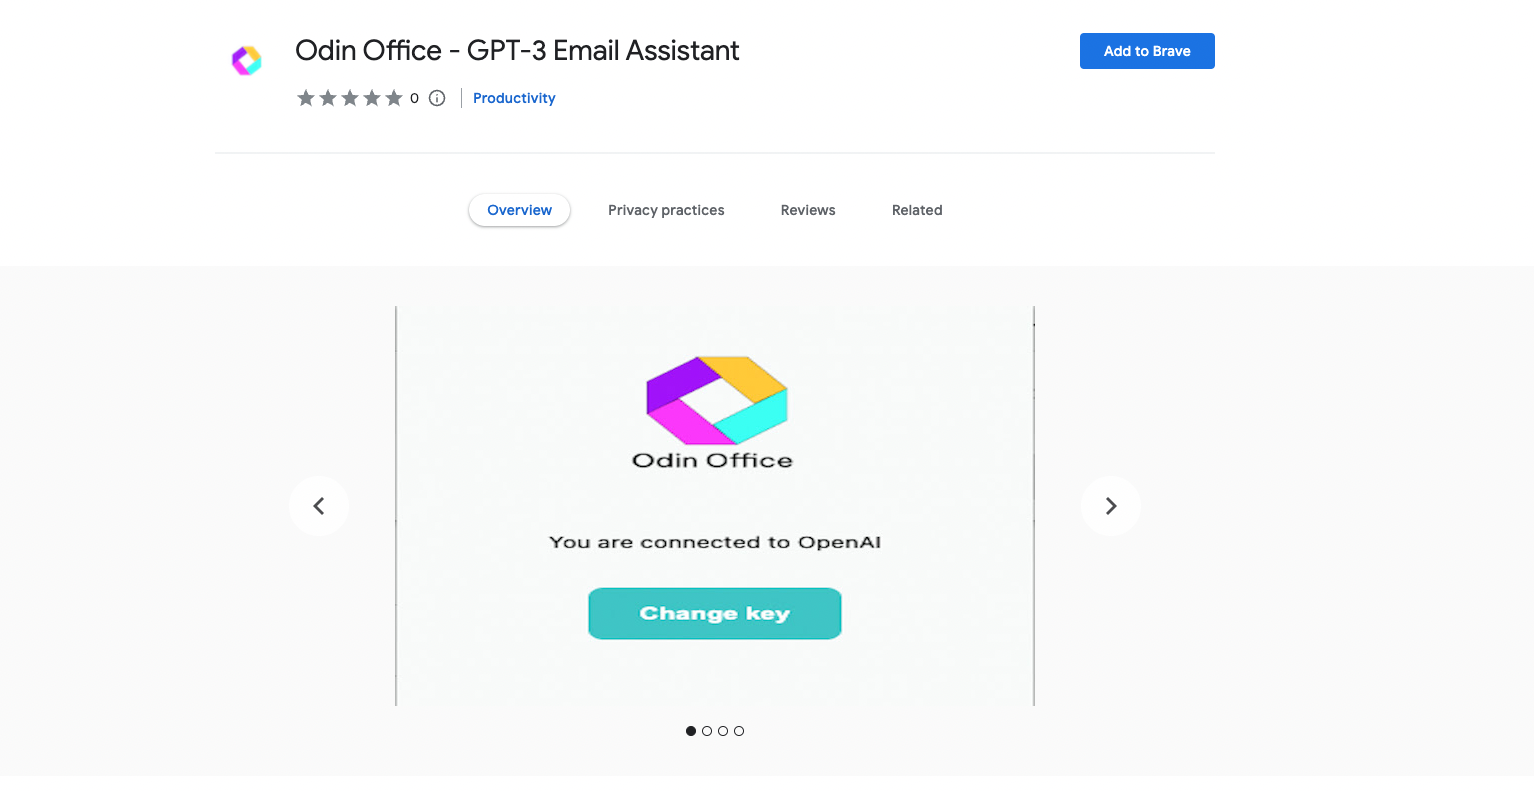 Odin Office - GPT-3 Email Assistant
Add to Brave
0
Productivity
Overview
Privacy practices
Reviews
Related
Odin Office
You are connected to OpenAI
Change key